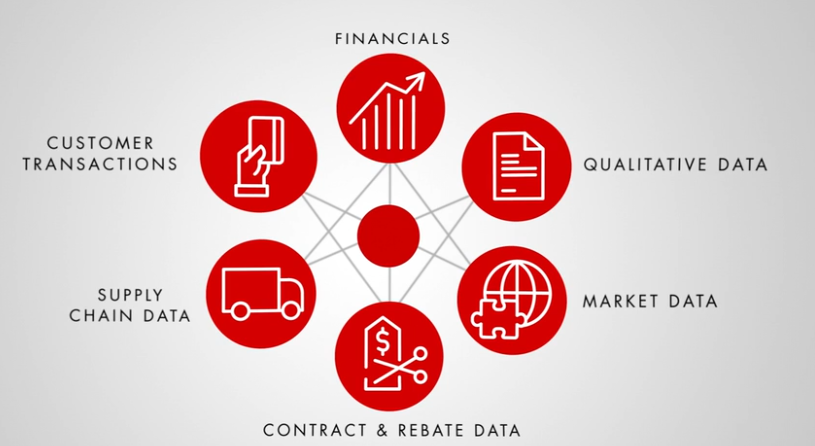 FINANCIALS
CUSTOMER
TRANSACTIONS
QUALITATIVE DATA
SUPPLY
CHAIN DATA
MARKET DATA
$
CONTRACT & REBATE DATA